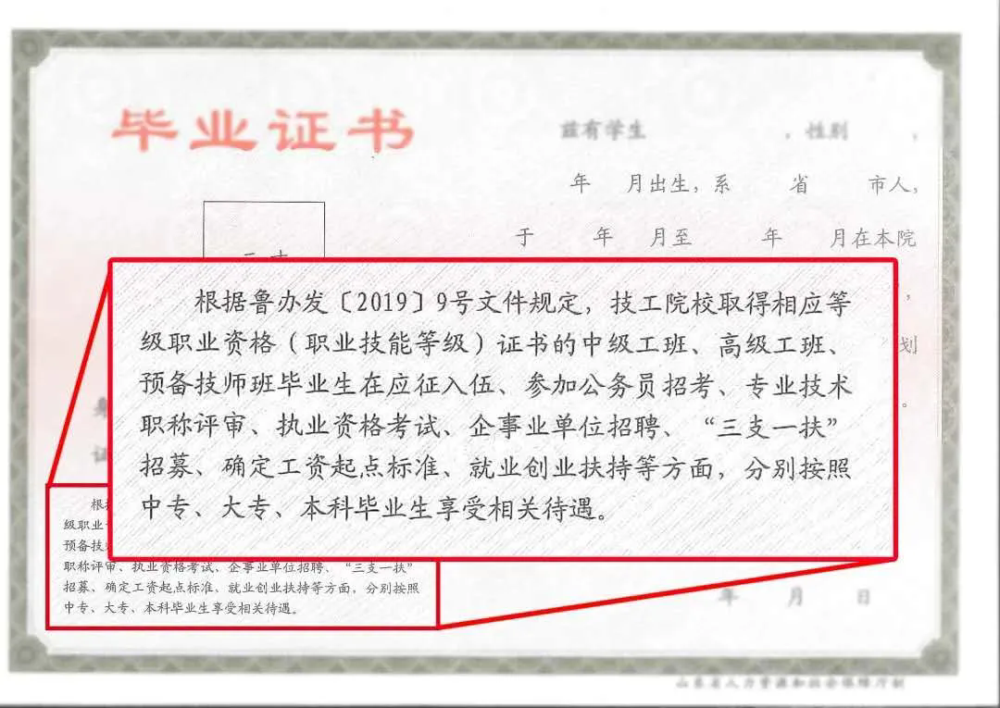 毕业证书
兹有学生 ，性别 ，
年 月出生，系 省 市人，
于 年 月至 年 月在本院
二寸
根据鲁办发〔2019〕9号文件规定，技工院校取得相应等
级职业资格（职业技能等级）证书的中级工班、高级工班、
预备技师班毕业生在应征入伍、参加公务员招考、专业技术
职称评审、执业资格考试、企事业单位招聘、“三支一扶”
招募、确定工资起点标准、就业创业扶持等方面，分别按照
中专、大专、本科毕业生享受相关待遇。
，
划
。
证
根
级职业
预备技
职称评审、执业资格考试、企事业单位招聘、“三支一扶”
招募、确定工资起点标准、就业创业扶持等方面，分别按照
中专、大专、本科毕业生享受相关待遇。
年 月 日
山东省人力资源和社会保障厅制